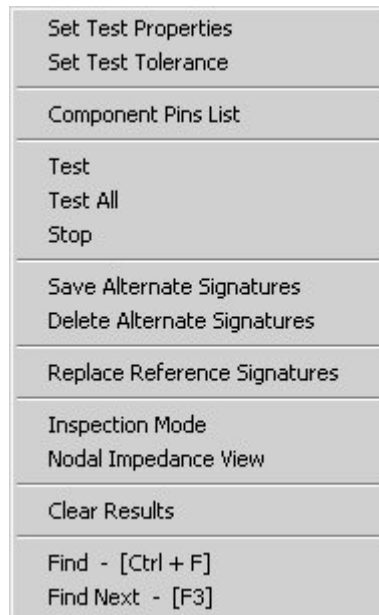 Set Test Properties
Set Test Tolerance
Component Pins List
Test
Test All
Stop
Save Alternate Signatures
Delete Alternate Signatures
Replace Reference Signatures
Inspection Mode
Nodal Impedance View
Clear Results
Find - [Ctrl + F]
Find Next - [F3]